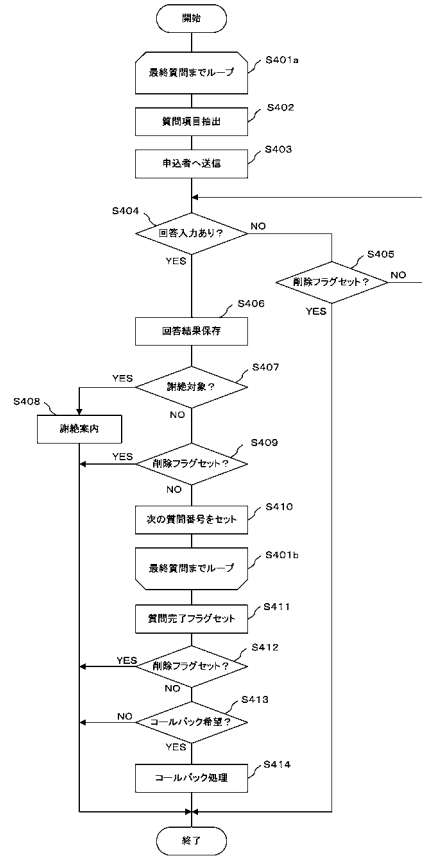 開始
S401a
最終質問までループ
S402
質問項目抽出
S403
申込者へ送信
S404
回答入力あり?
NO
YES
S405
削除フラグセット?
NO
YES
S406
回答結果保存
S407
謝絶対象?
YES
NO
S408
謝絶案内
S409
削除フラグセット?
YES
NO
S410
次の質問番号をセット
S401b
最終質問までループ
S411
質問完了フラグセット
S412
削除フラグセット?
YES
NO
S413
コールバック希望?
NO
YES
S414
コールバック処理
終了